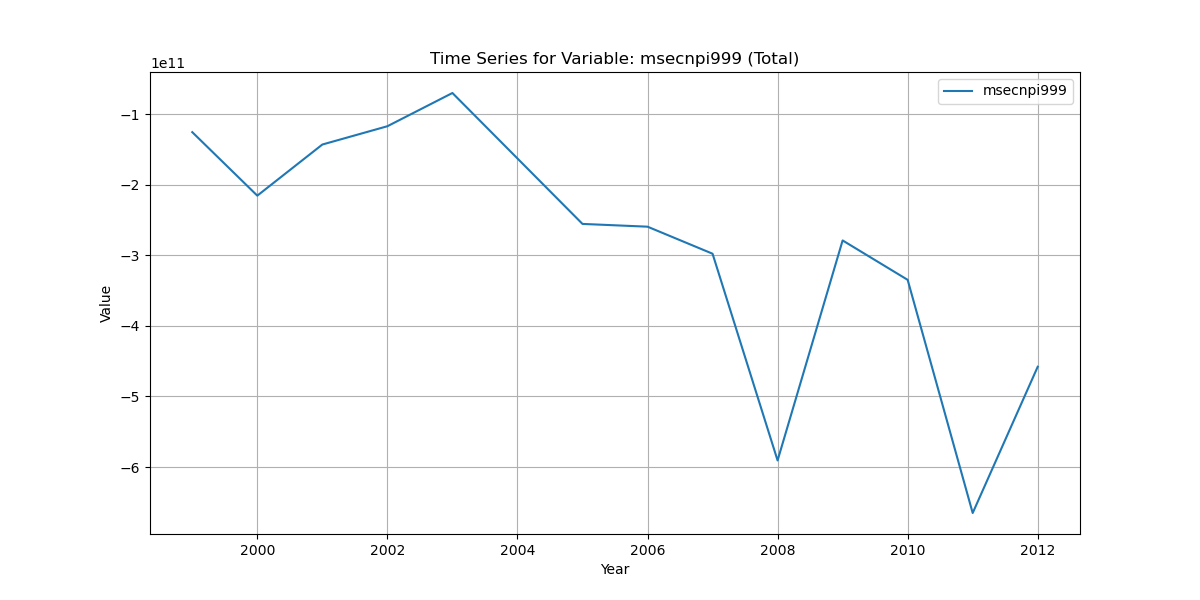 Time Series for Variable: msecnpi999 (Total)
1e11
msecnpi999
−1
−2
−3
−4
−5
−6
Value
2000 2002 2004 2006 2008 2010 2012
Year